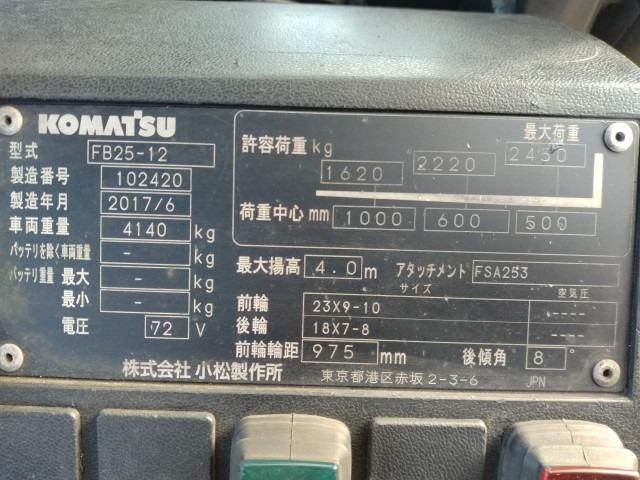 KOMATSU
型式 FB25-12
製造番号 102420
製造年月 2017/6
車両重量 4140 kg
バッテリを除く車両重量 - kg
バッテリ重量 最大 - kg
最小 - kg
電圧 72 V
最大荷重
許容荷重 kg 1620 2220 2450
荷重中心 mm 1000 600 500
最大揚高 4.0 m アタッチメント FSA253
サイズ 空気圧
前輪 23X9-10 ----
後輪 18X7-8 ----
前輪輪距 975 mm 後傾角 8°
株式会社 小松製作所 東京都港区赤坂 2-3-6 JPN